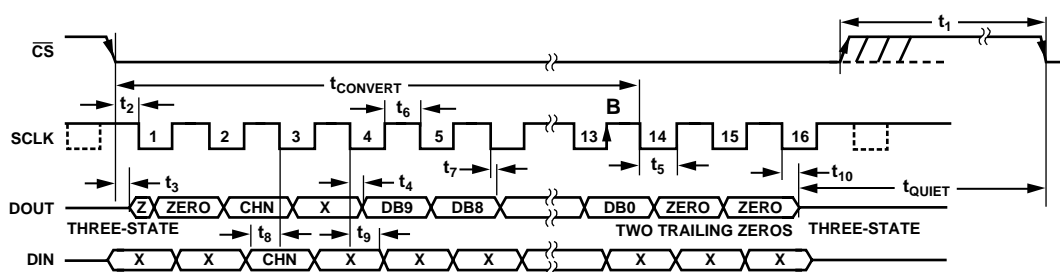 t1
CS
tCONVERT
t2 t6 B
SCLK 1 2 3 4 5 13 14 15 16
t3 t4 t7 t5 t10
tQUIET
DOUT Z ZERO CHN X DB9 DB8 DB0 ZERO ZERO
THREE-STATE TWO TRAILING ZEROS THREE-STATE
t8 t9
DIN X X CHN X X X X X X